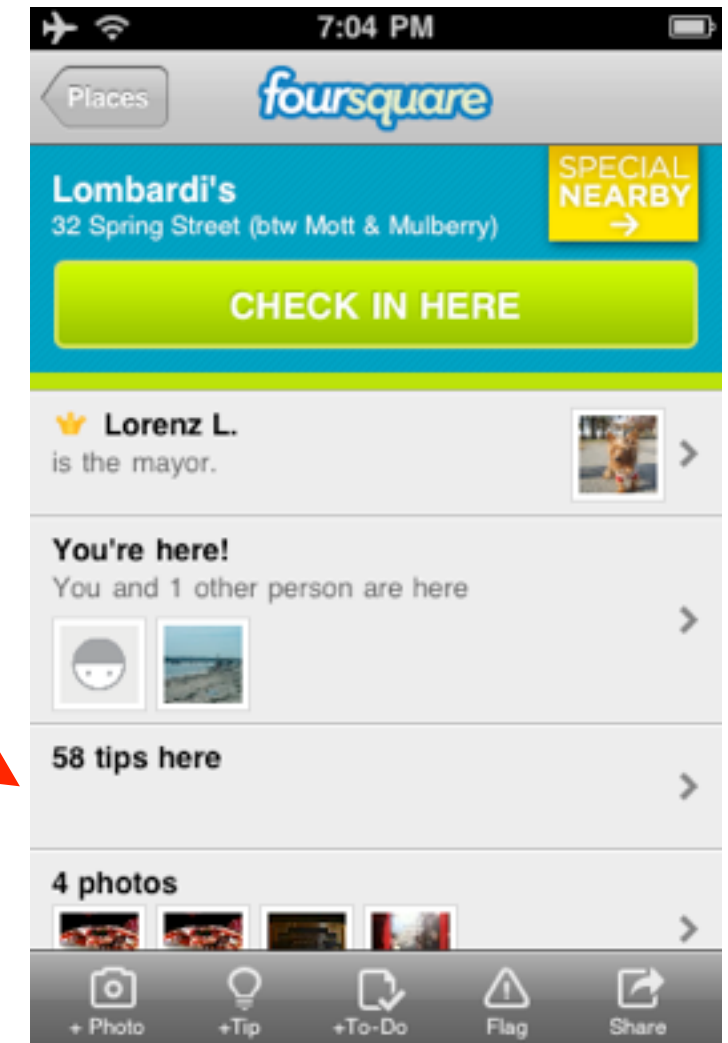 7:04 PM
Places
foursquare
Lombardi's
32 Spring Street (btw Mott & Mulberry)
SPECIAL
NEARBY
CHECK IN HERE
Lorenz L.
is the mayor.
You're here!
You and 1 other person are here
58 tips here
4 photos
+ Photo
+Tip
+To-Do
Flag
Share